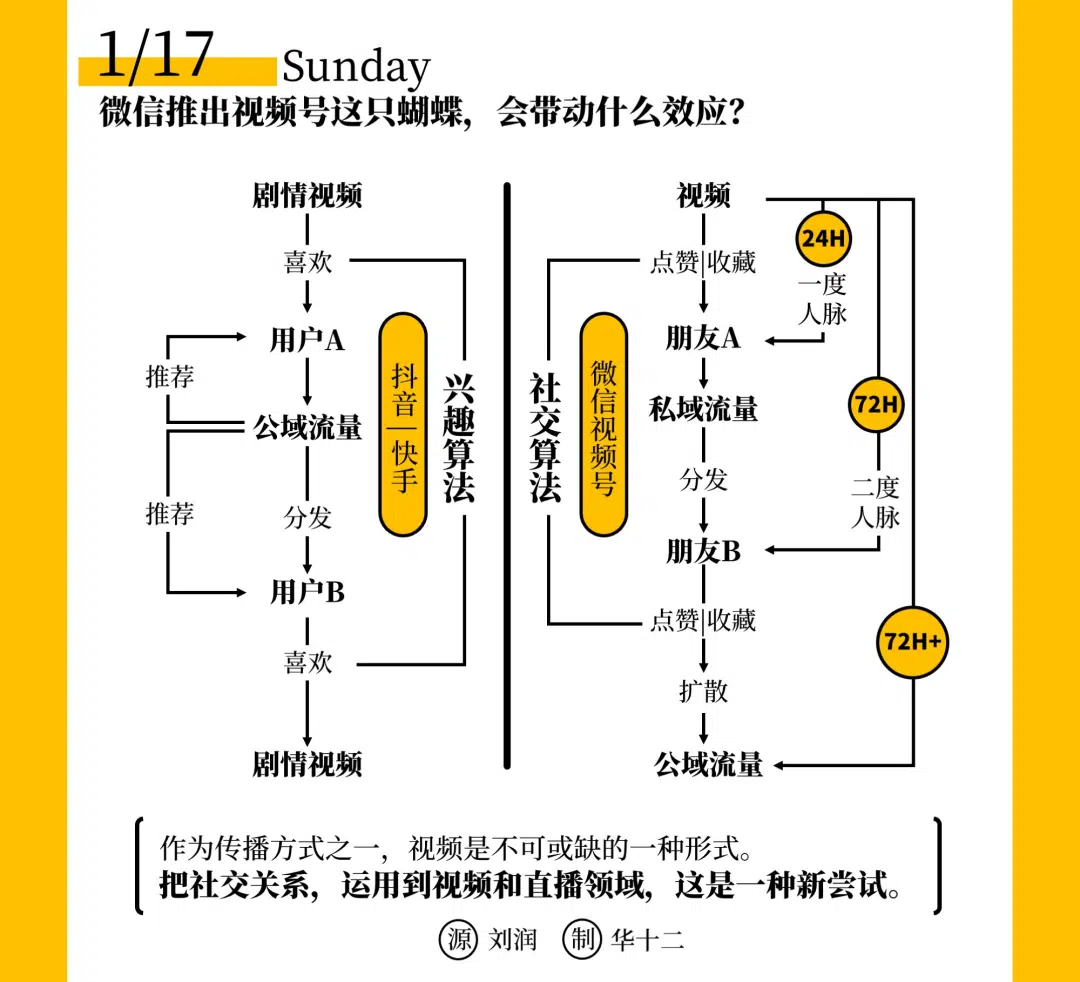 1/17 Sunday
微信推出视频号这只蝴蝶，会带动什么效应？
剧情视频
喜欢
用户A
推荐
公域流量
推荐
分发
用户B
喜欢
剧情视频
抖音|快手
兴趣算法
社交算法
微信视频号
视频
点赞|收藏
朋友A
私域流量
分发
朋友B
点赞|收藏
扩散
公域流量
24H
一度
人脉
72H
二度
人脉
72H+
作为传播方式之一，视频是不可或缺的一种形式。
把社交关系，运用到视频和直播领域，这是一种新尝试。
源 刘润 制 华十二